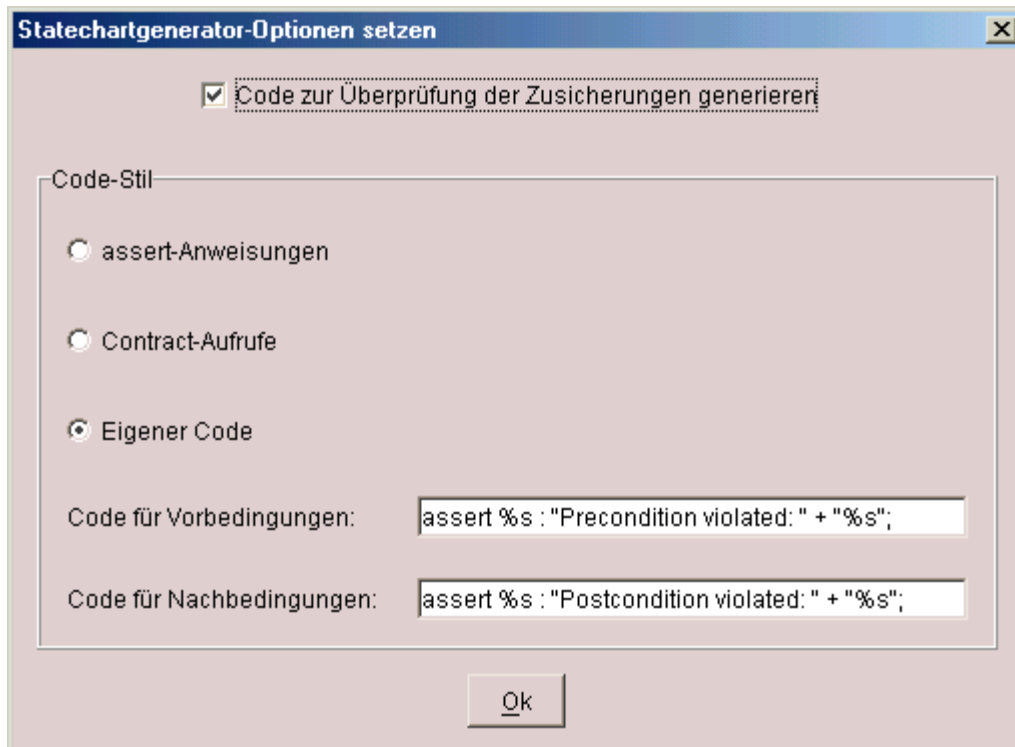 Statechartgenerator-Optionen setzen
Code zur Überprüfung der Zusicherungen generieren
Code-Stil
assert-Anweisungen
Contract-Aufrufe
Eigener Code
Code für Vorbedingungen: assert %s : "Precondition violated: " + "%s";
Code für Nachbedingungen: assert %s : "Postcondition violated: " + "%s";
Ok